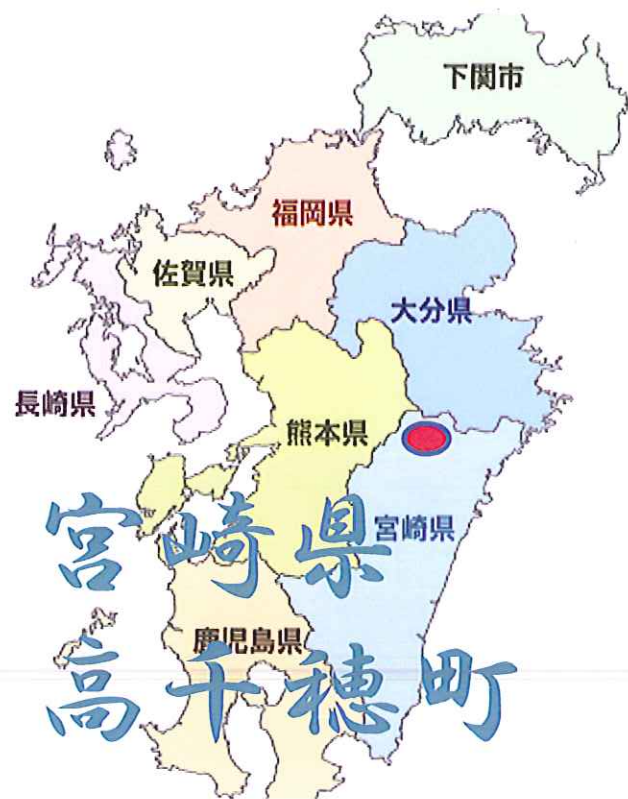 下関市
福岡県
佐賀県
大分県
長崎県
熊本県
宮崎県
宮崎県
鹿児島県
高千穂町